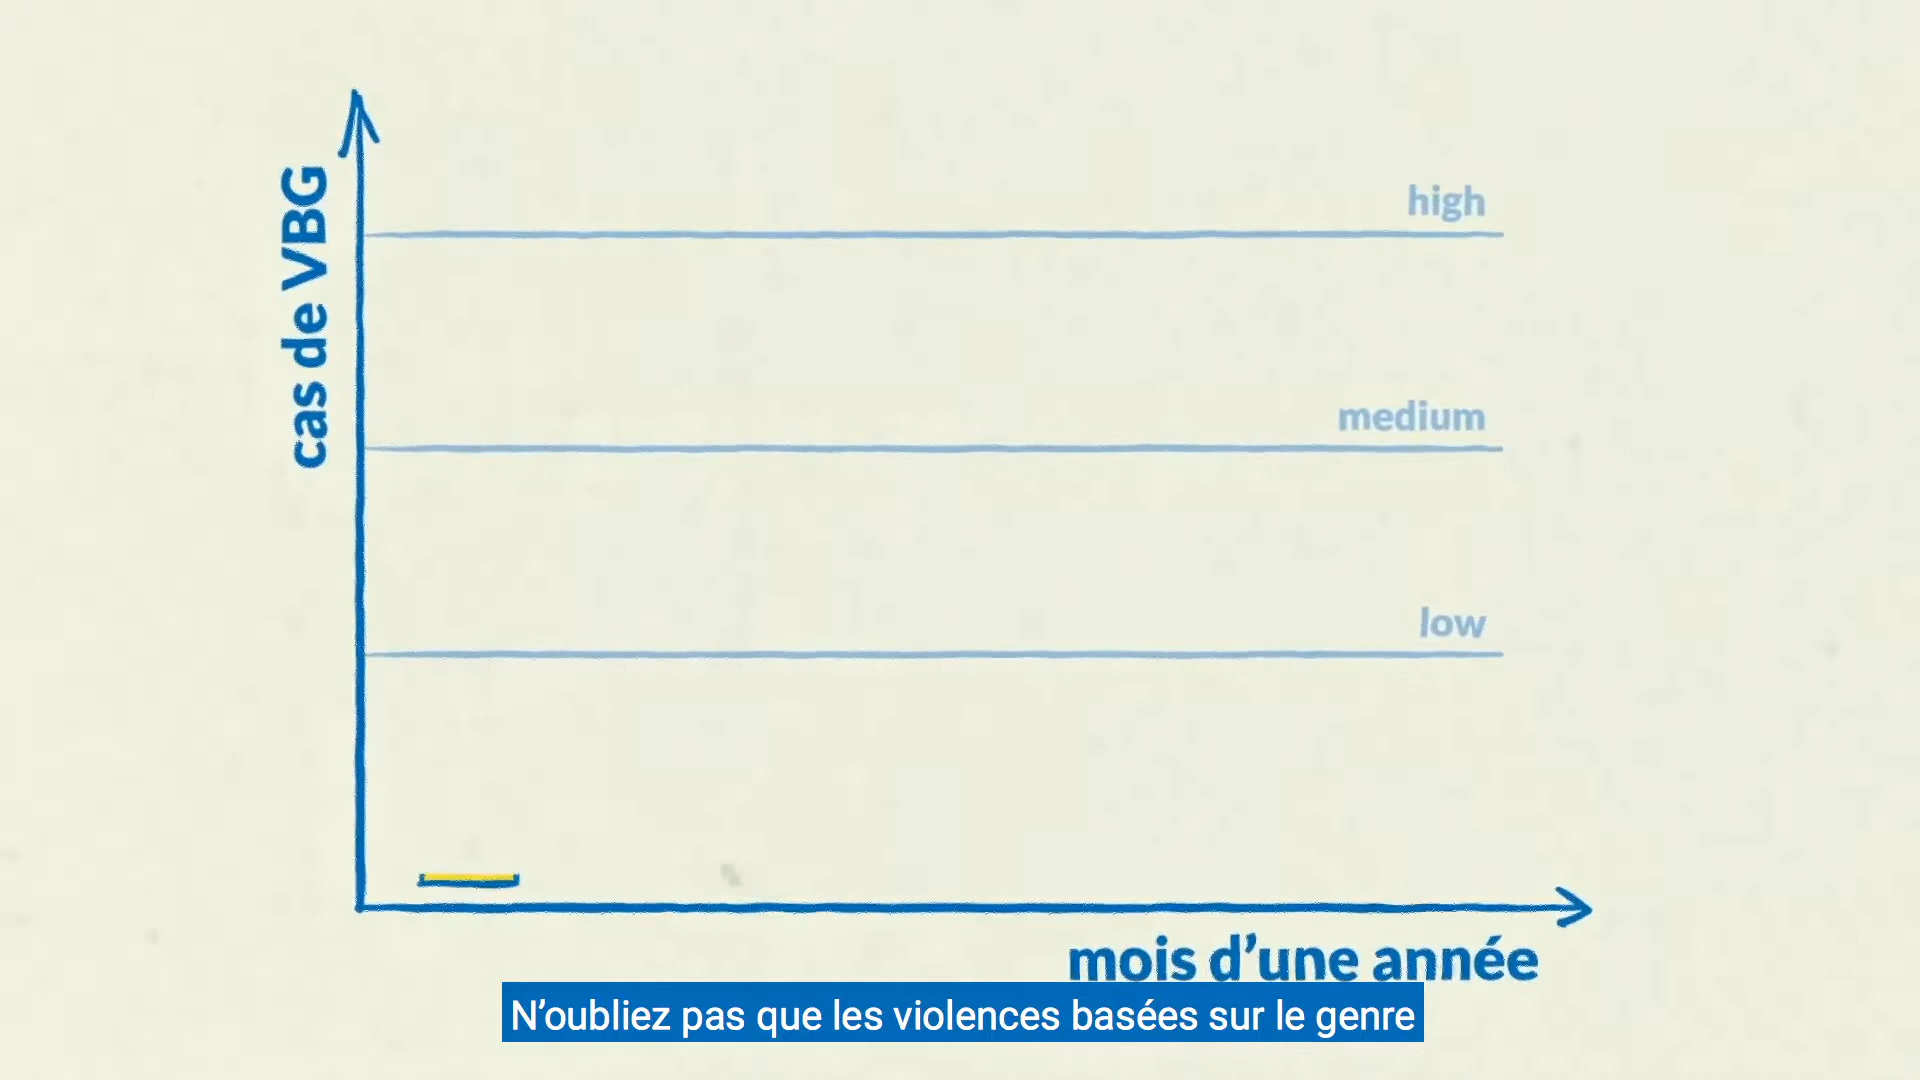 cas de VBG
high
medium
low
mois d’une année
N’oubliez pas que les violences basées sur le genre